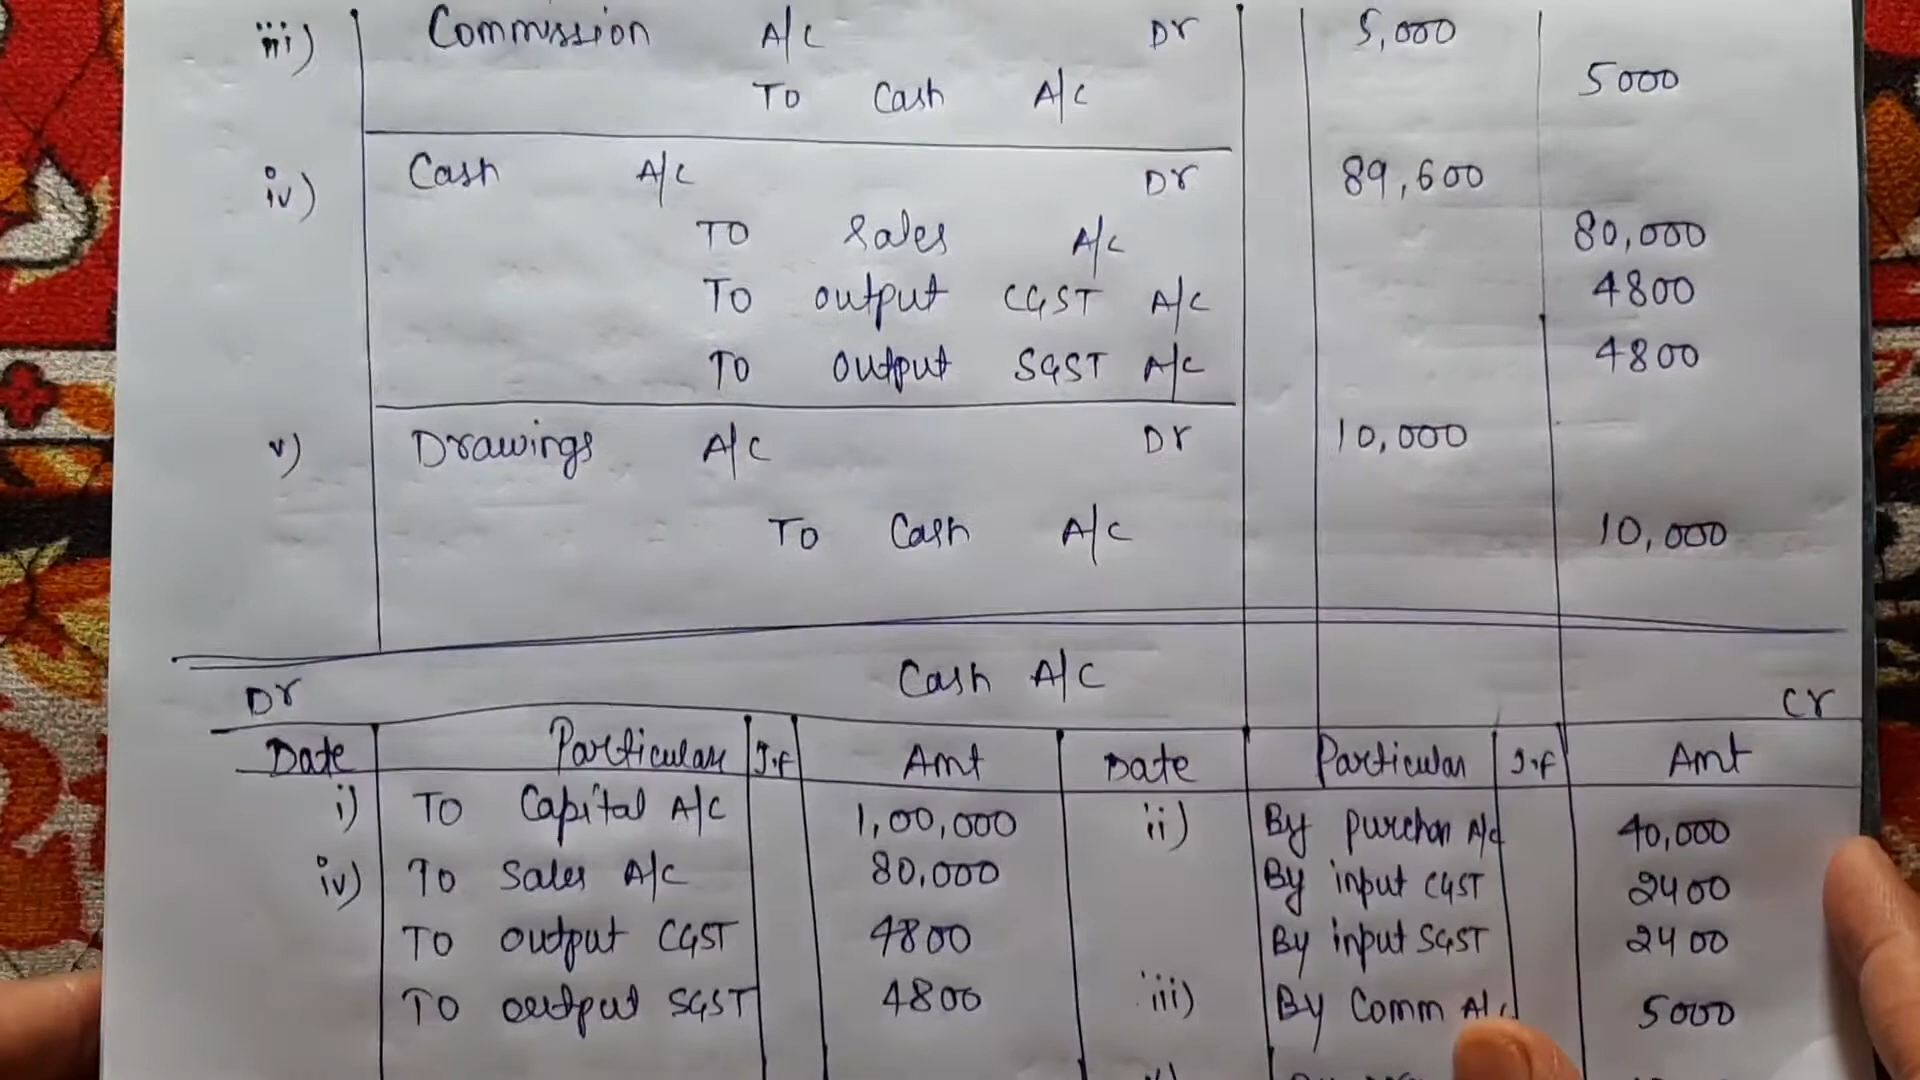 iii) Commission A/C Dr 5,000
To Cash A/C 5000
iv) Cash A/C Dr 89,600
To Sales A/C 80,000
To output CGST A/C 4800
To output SGST A/C 4800
v) Drawings A/C Dr 10,000
To Cash A/C 10,000
Cash A/C
Dr Cr
Date Particulars J.F Amt Date Particular J.F Amt
i) To Capital A/C 1,00,000 ii) By purchase A/C 40,000
iv) To Sales A/C 80,000 By input CGST 2400
To output CGST 4800 By input SGST 2400
To output SGST 4800 iii) By Comm A/C 5000